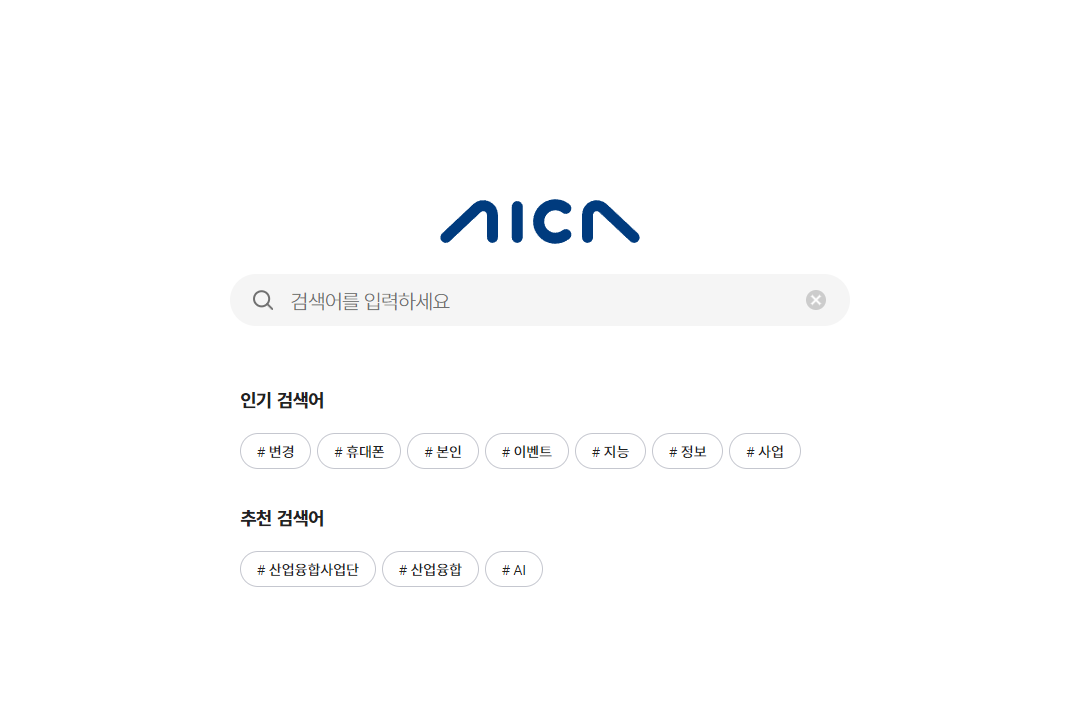 AICA
검색어를 입력하세요
인기 검색어
# 변경 # 휴대폰 # 본인 # 이벤트 # 지능 # 정보 # 사업
추천 검색어
# 산업융합사업단 # 산업융합 # AI